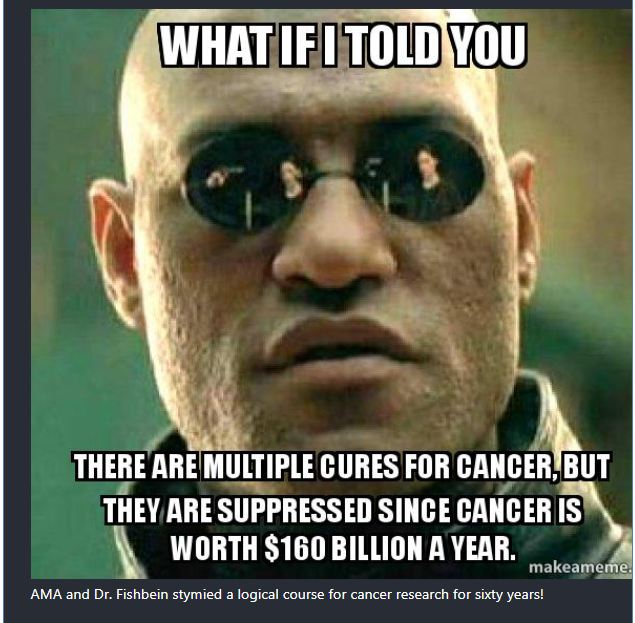 WHAT IF I TOLD YOU
THERE ARE MULTIPLE CURES FOR CANCER, BUT
THEY ARE SUPPRESSED SINCE CANCER IS
WORTH $160 BILLION A YEAR.
makeameme.
AMA and Dr. Fishbein stymied a logical course for cancer research for sixty years!